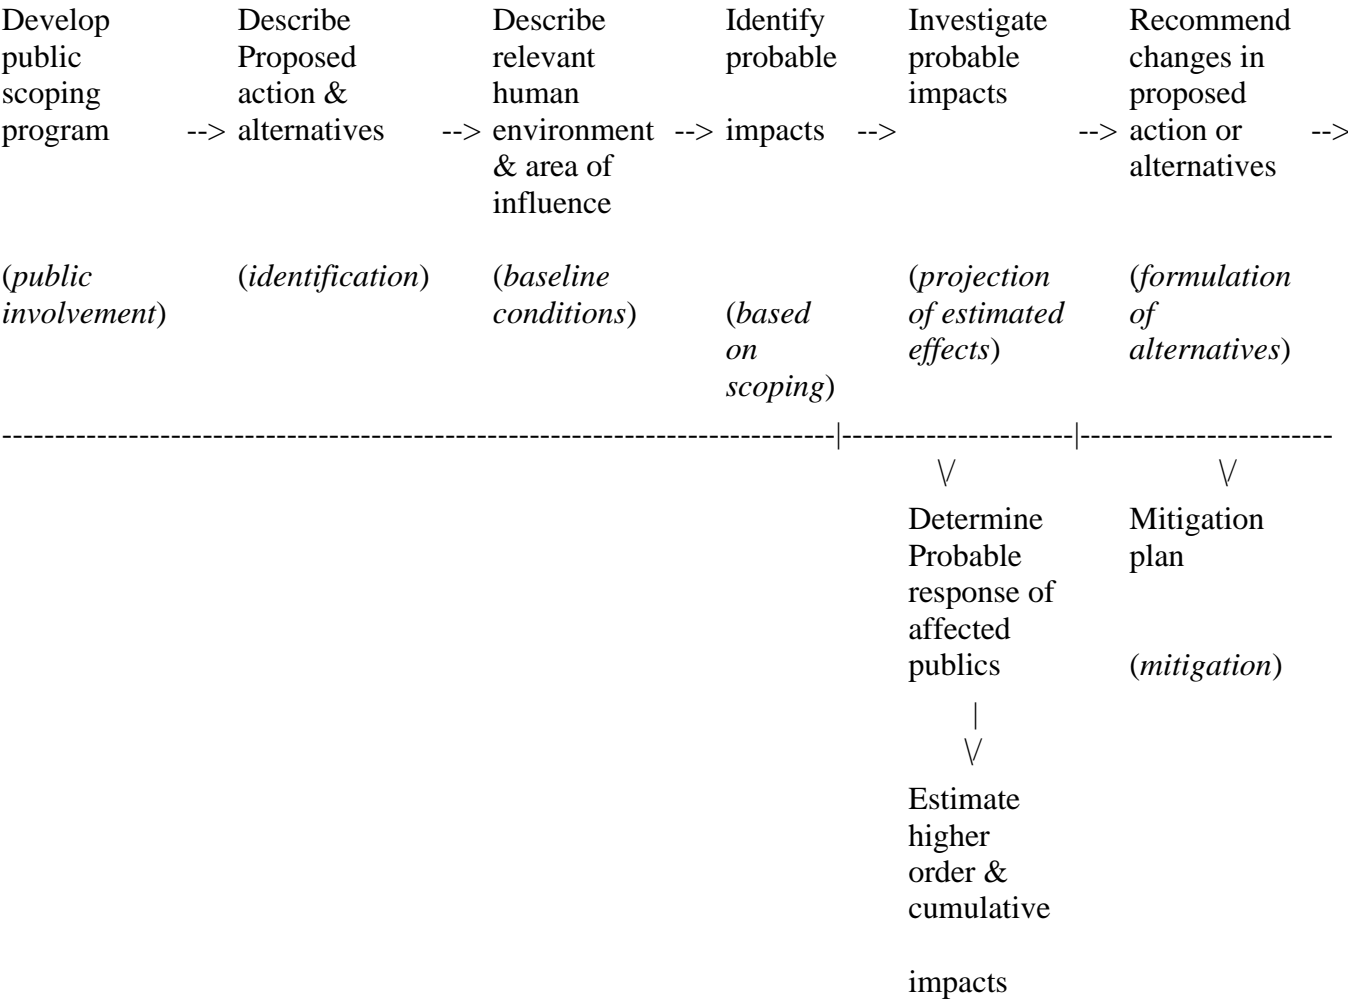 Develop Describe Describe Identify Investigate Recommend
public Proposed relevant probable probable changes in
scoping action & human impacts proposed
program --> alternatives --> environment --> impacts --> --> action or -->
& area of alternatives
influence
(public (identification) (baseline (projection (formulation
involvement) conditions) (based of estimated of
on effects) alternatives)
scoping)
-------------------------------------------------------------------------------|----------------------|------------------------
\/ \/
Determine Mitigation
Probable plan
response of
affected
publics (mitigation)
|
\/
Estimate
higher
order &
cumulative
impacts